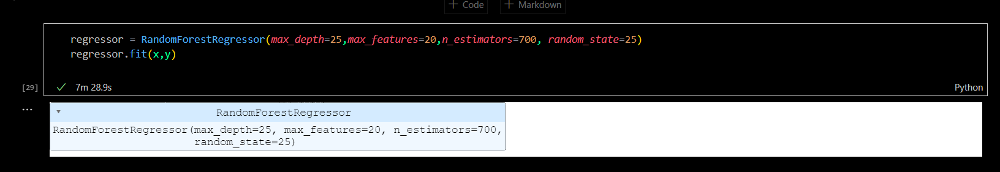 + Code + Markdown
regressor = RandomForestRegressor(max_depth=25,max_features=20,n_estimators=700, random_state=25)
regressor.fit(x,y)
[29] ✓ 7m 28.9s Python
...
▾ RandomForestRegressor
RandomForestRegressor(max_depth=25, max_features=20, n_estimators=700,
random_state=25)